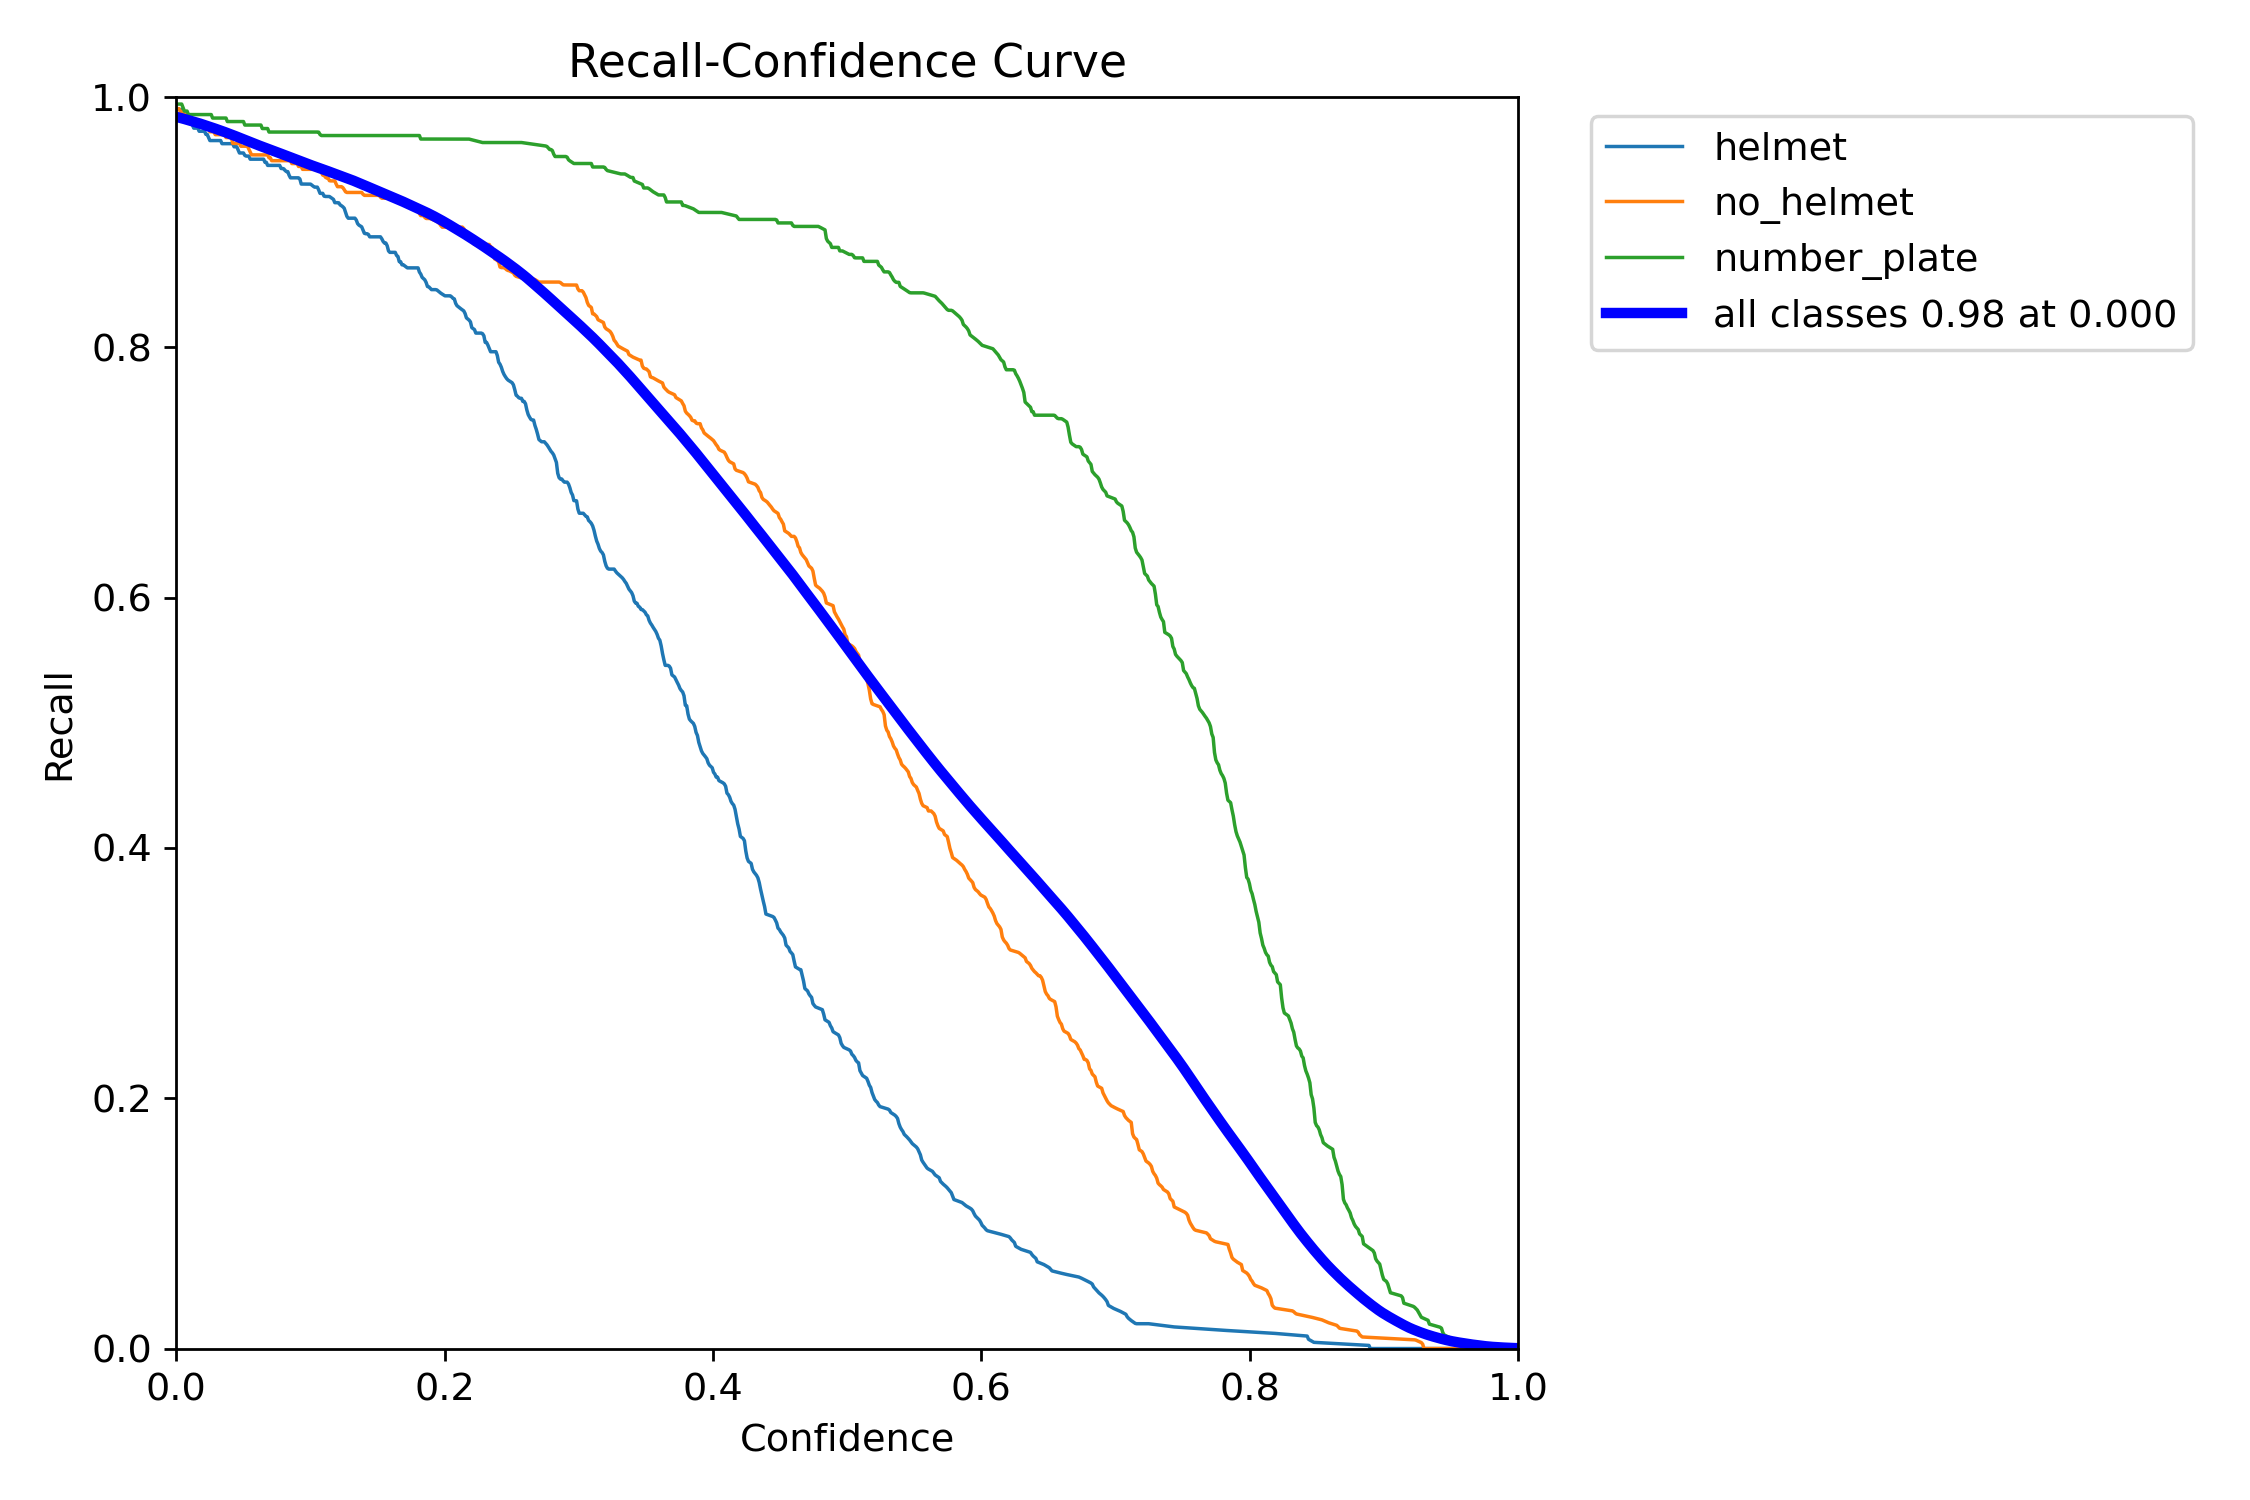 Recall-Confidence Curve
1.0
0.8
0.6
0.4
0.2
0.0
Recall
0.0 0.2 0.4 0.6 0.8 1.0
Confidence
helmet
no_helmet
number_plate
all classes 0.98 at 0.000